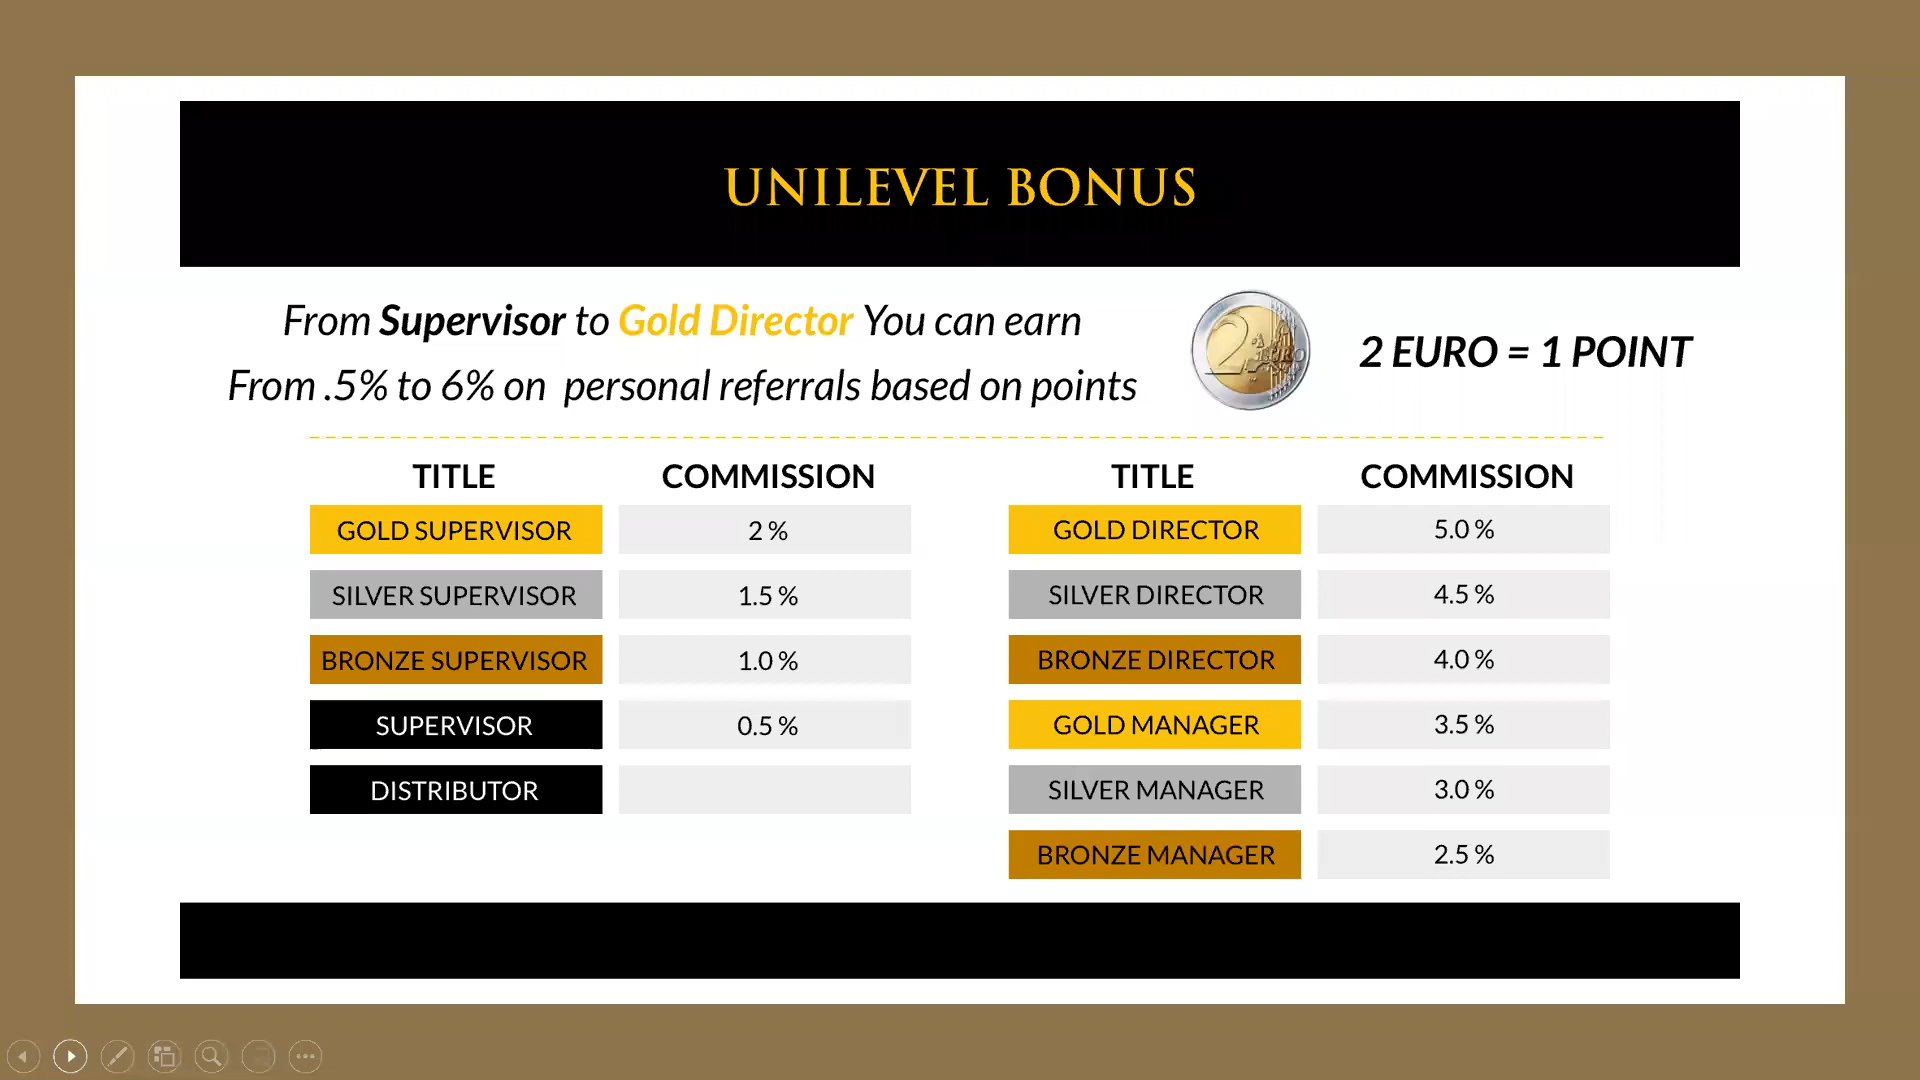 UNILEVEL BONUS
From Supervisor to Gold Director You can earn
From .5% to 6% on personal referrals based on points
2 EURO
2 EURO = 1 POINT
TITLE COMMISSION
GOLD SUPERVISOR 2 %
SILVER SUPERVISOR 1.5 %
BRONZE SUPERVISOR 1.0 %
SUPERVISOR 0.5 %
DISTRIBUTOR
TITLE COMMISSION
GOLD DIRECTOR 5.0 %
SILVER DIRECTOR 4.5 %
BRONZE DIRECTOR 4.0 %
GOLD MANAGER 3.5 %
SILVER MANAGER 3.0 %
BRONZE MANAGER 2.5 %